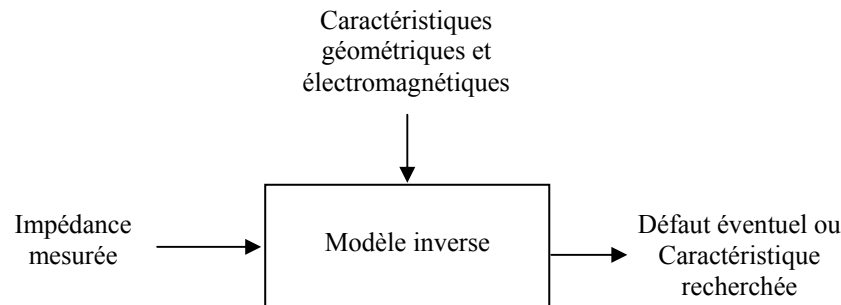 Caractéristiques
géométriques et
électromagnétiques
Impédance
mesurée
Modèle inverse
Défaut éventuel ou
Caractéristique
recherchée